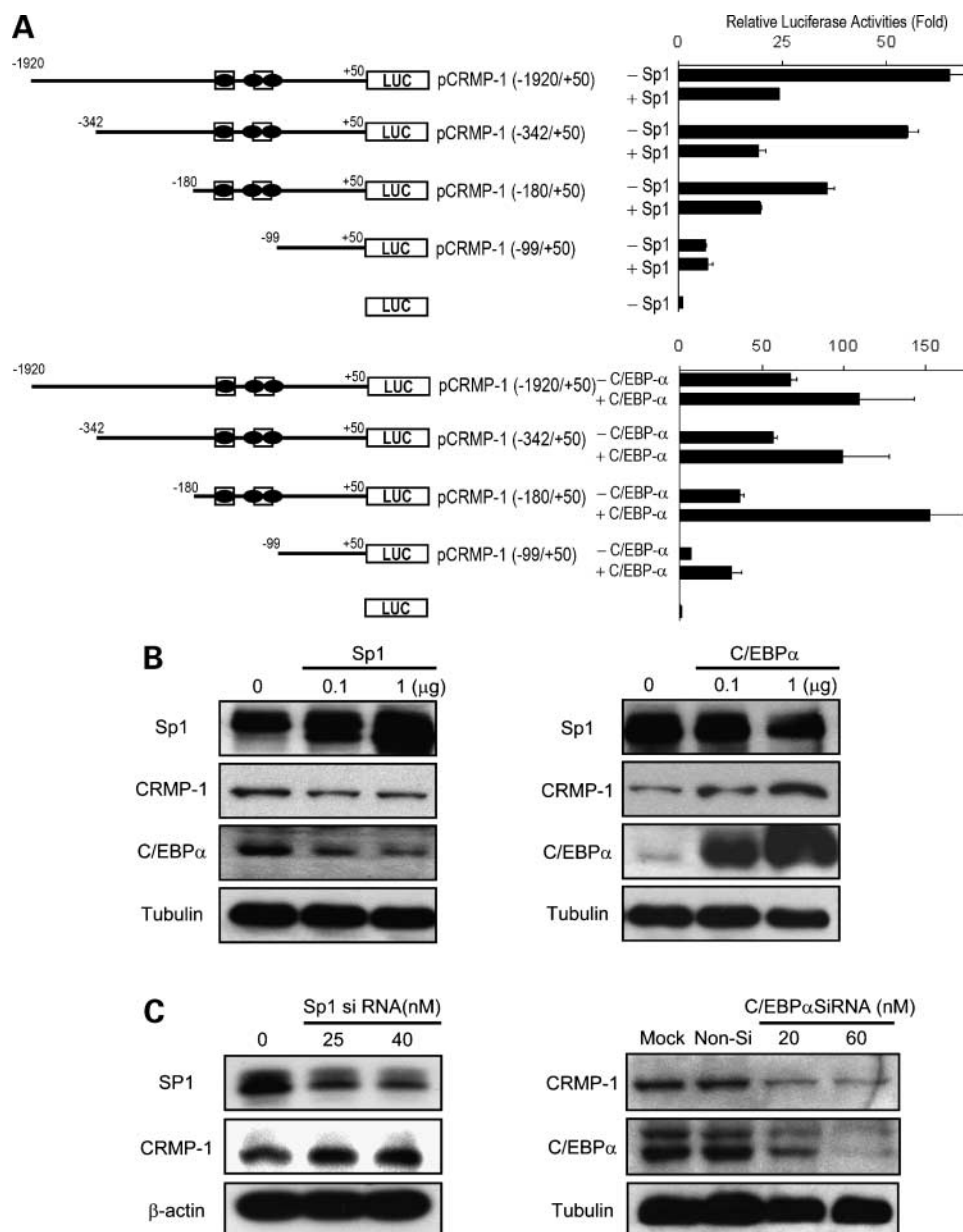 A
Relative Luciferase Activities (Fold)
0 25 50
-1920 +50 LUC pCRMP-1 (-1920/+50) − Sp1
+ Sp1
-342 +50 LUC pCRMP-1 (-342/+50) − Sp1
+ Sp1
-180 +50 LUC pCRMP-1 (-180/+50) − Sp1
+ Sp1
-99 +50 LUC pCRMP-1 (-99/+50) − Sp1
+ Sp1
LUC − Sp1
0 50 100 150
-1920 +50 LUC pCRMP-1 (-1920/+50) − C/EBP-α
+ C/EBP-α
-342 +50 LUC pCRMP-1 (-342/+50) − C/EBP-α
+ C/EBP-α
-180 +50 LUC pCRMP-1 (-180/+50) − C/EBP-α
+ C/EBP-α
-99 +50 LUC pCRMP-1 (-99/+50) − C/EBP-α
+ C/EBP-α
LUC
B
Sp1
0 0.1 1 (μg)
Sp1
CRMP-1
C/EBPα
Tubulin
C/EBPα
0 0.1 1 (μg)
Sp1
CRMP-1
C/EBPα
Tubulin
C
Sp1 si RNA(nM)
0 25 40
SP1
CRMP-1
β-actin
C/EBPαSiRNA (nM)
Mock Non-Si 20 60
CRMP-1
C/EBPα
Tubulin